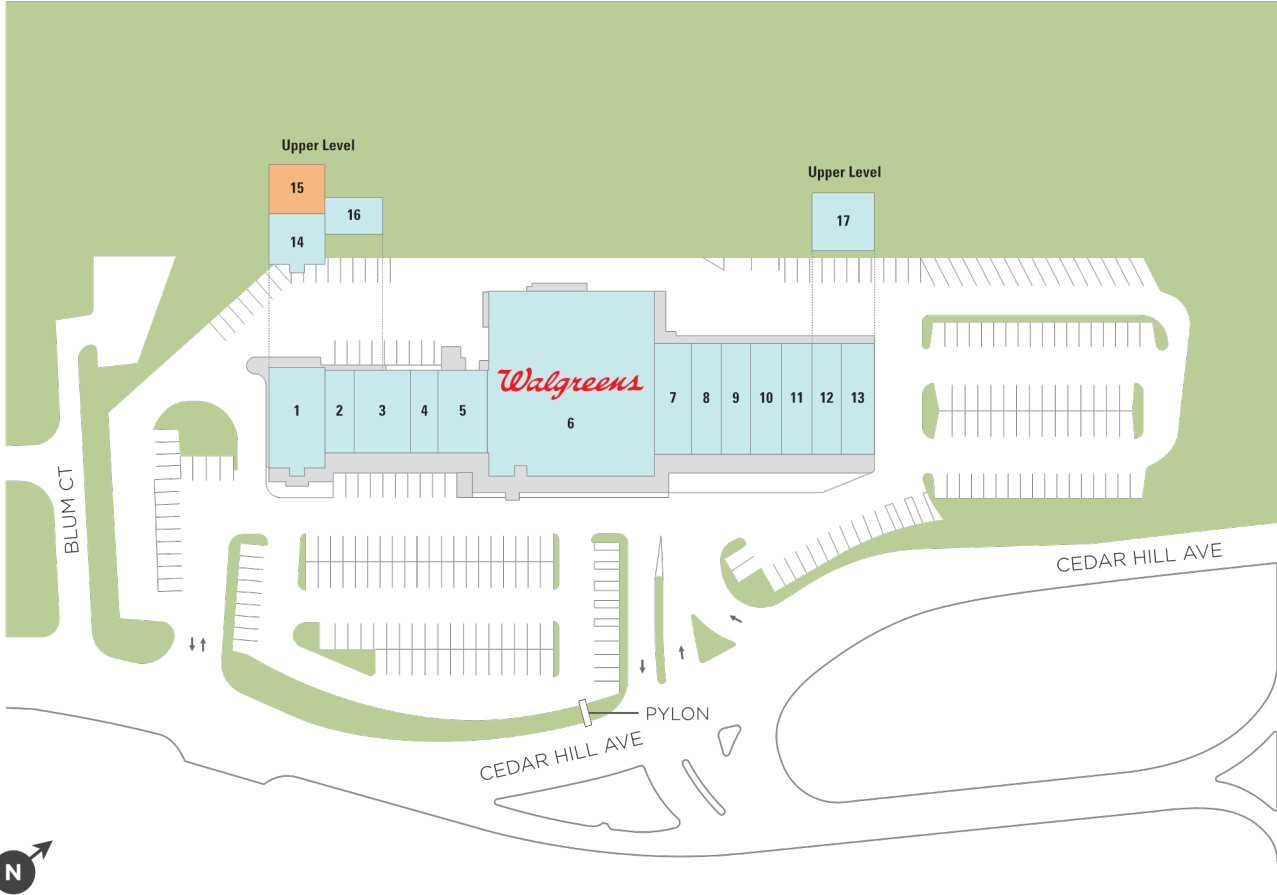 Upper Level
Upper Level
15
16
17
14
Walgreens
1
2
3
4
5
6
7
8
9
10
11
12
13
BLUM CT
CEDAR HILL AVE
PYLON
CEDAR HILL AVE
N